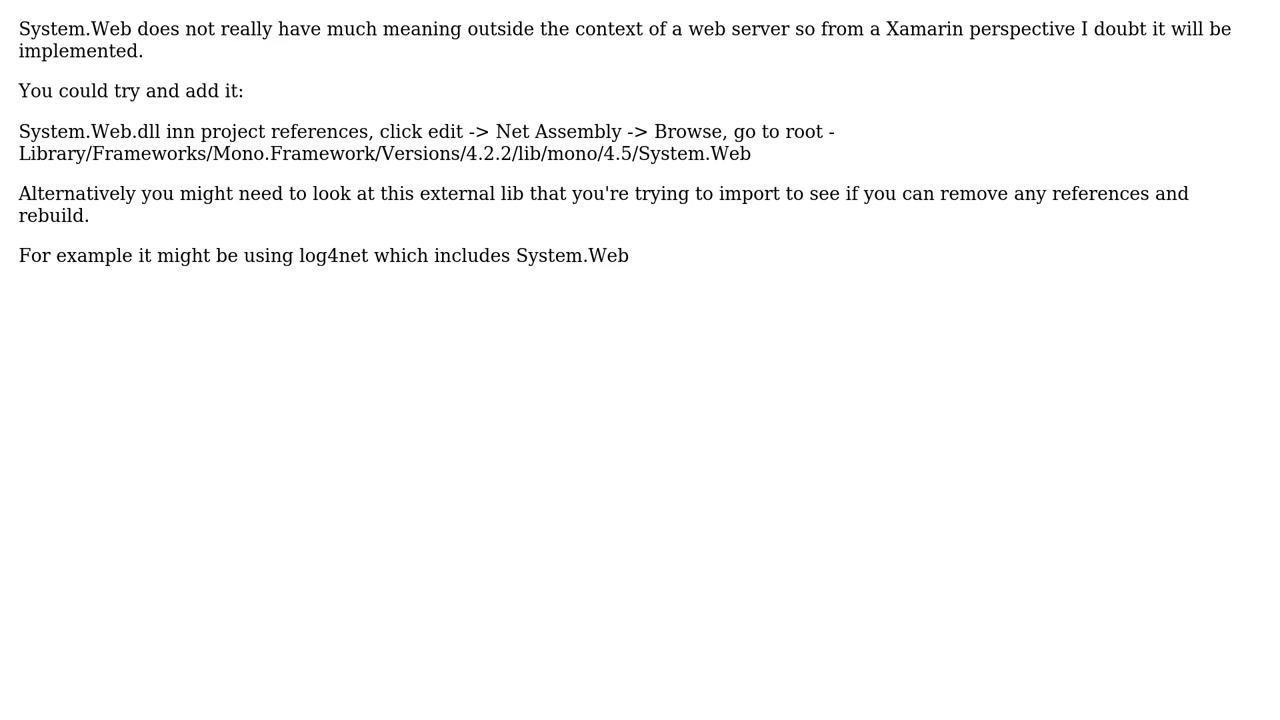 System.Web does not really have much meaning outside the context of a web server so from a Xamarin perspective I doubt it will be
implemented.
You could try and add it:
System.Web.dll inn project references, click edit -> Net Assembly -> Browse, go to root -
Library/Frameworks/Mono.Framework/Versions/4.2.2/lib/mono/4.5/System.Web
Alternatively you might need to look at this external lib that you're trying to import to see if you can remove any references and
rebuild.
For example it might be using log4net which includes System.Web